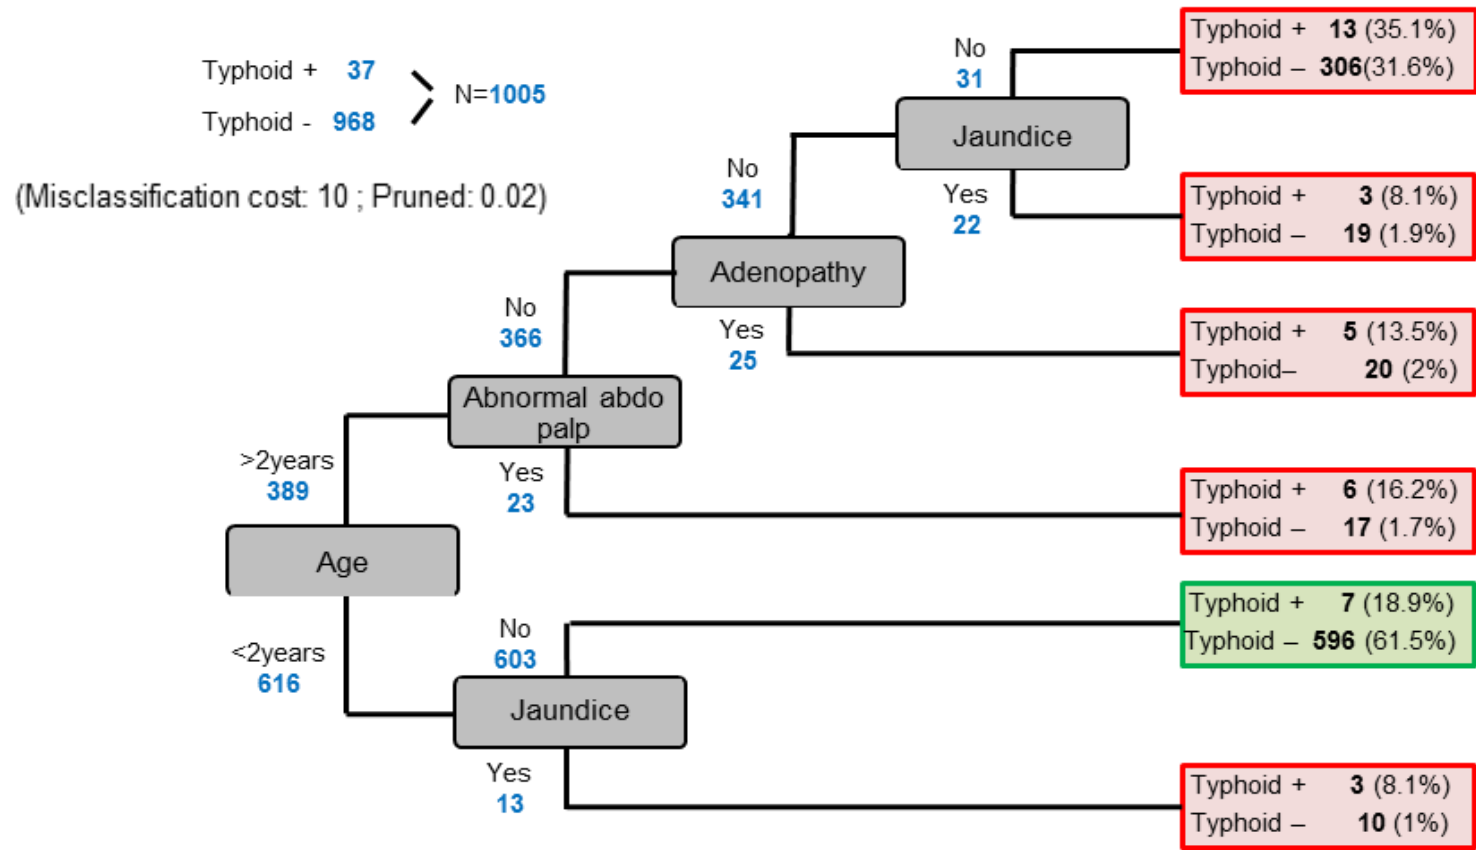 Typhoid + 37
Typhoid - 968
N=1005
(Misclassification cost: 10 ; Pruned: 0.02)
No
31
Jaundice
Yes
22
No
341
Adenopathy
Yes
25
No
366
Abnormal abdo
palp
Yes
23
>2years
389
Age
<2years
616
No
603
Jaundice
Yes
13
Typhoid + 13 (35.1%)
Typhoid – 306(31.6%)
Typhoid + 3 (8.1%)
Typhoid – 19 (1.9%)
Typhoid + 5 (13.5%)
Typhoid– 20 (2%)
Typhoid + 6 (16.2%)
Typhoid – 17 (1.7%)
Typhoid + 7 (18.9%)
Typhoid – 596 (61.5%)
Typhoid + 3 (8.1%)
Typhoid – 10 (1%)